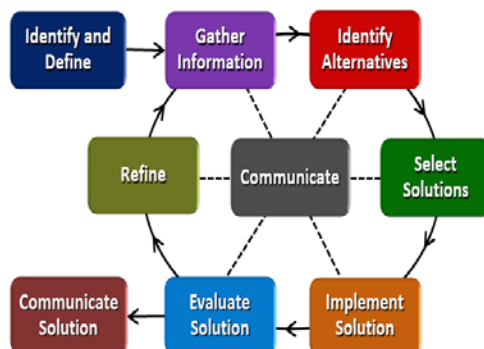 Identify and
Define
Gather
Information
Identify
Alternatives
Refine
Communicate
Select
Solutions
Communicate
Solution
Evaluate
Solution
Implement
Solution